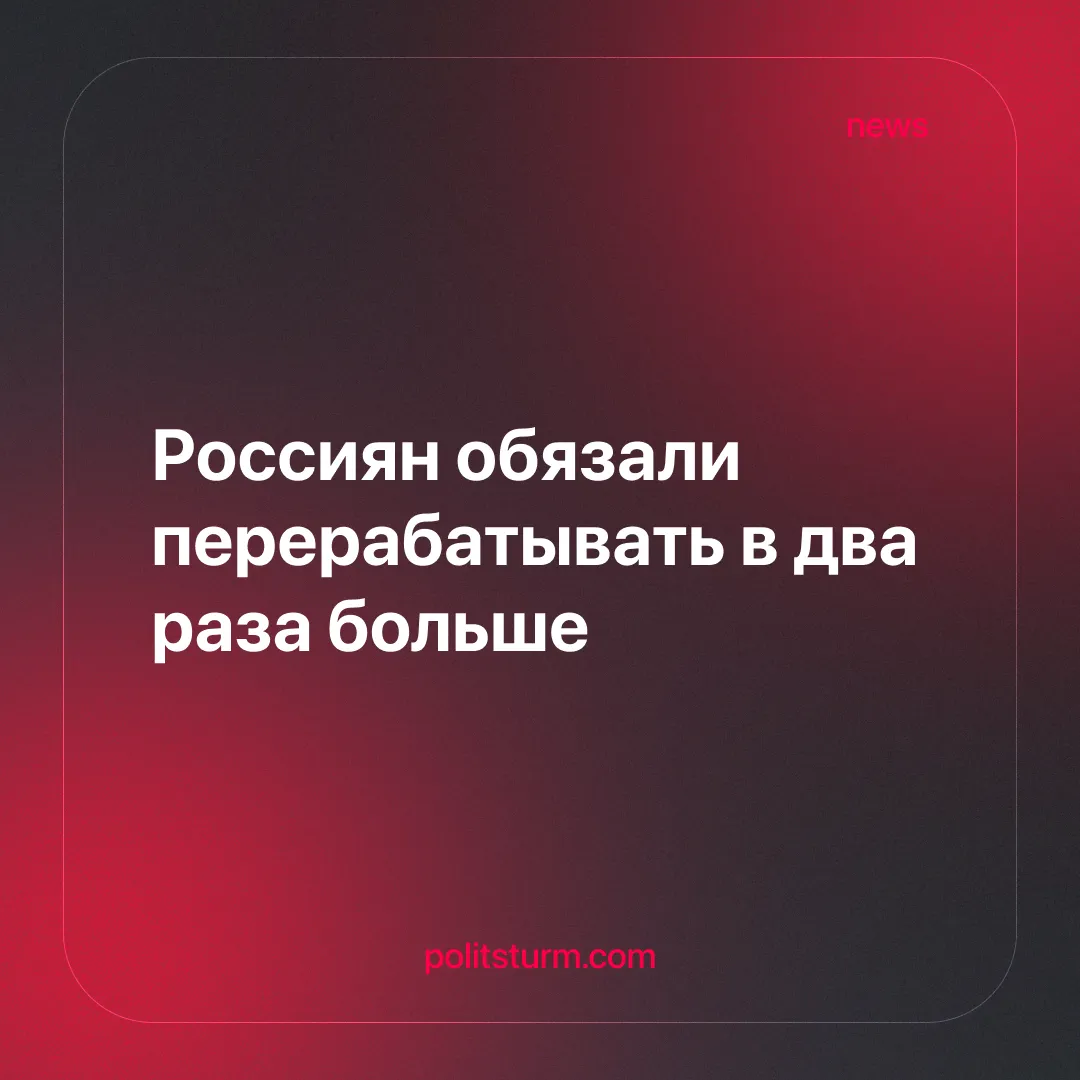 news
Россиян обязали
перерабатывать в два
раза больше
politsturm.com